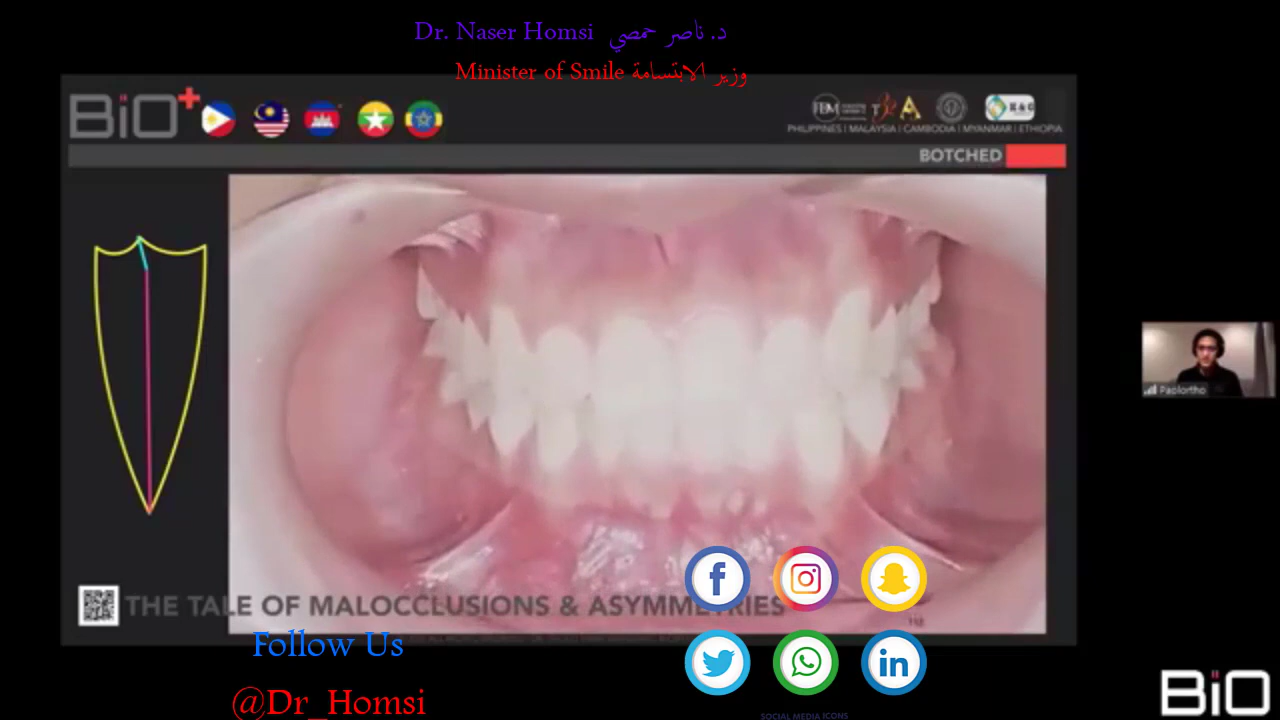 Dr. Naser Homsi د. ناصر حمصي
Minister of Smile وزير الابتسامة
BiO+
PHILIPPINES | MALAYSIA | CAMBODIA | MYANMAR | ETHIOPIA
BOTCHED
Paolortho
THE TALE OF MALOCCLUSIONS & ASYMMETRIES
Follow Us
@Dr_Homsi
SOCIAL MEDIA ICONS
BiO